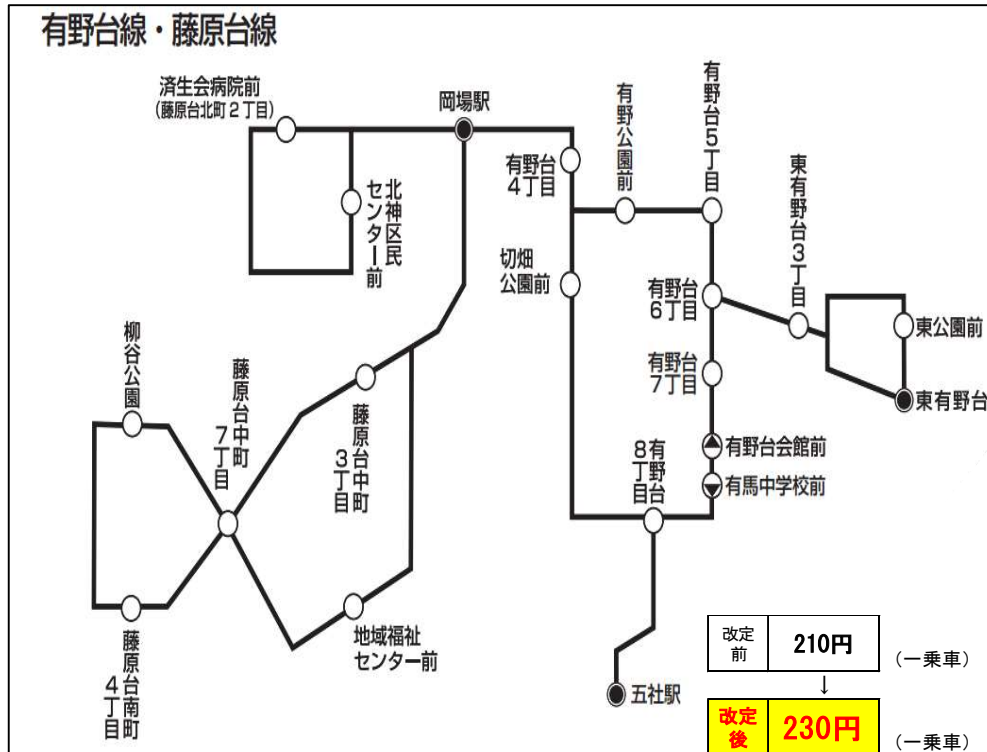 有野台線・藤原台線
済生会病院前
(藤原台北町2丁目)
岡場駅
有野公園前
有野台5丁目
有野台
4丁目
東有野台3丁目
北神区民
センター前
切畑
公園前
有野台
6丁目
東公園前
柳谷公園
藤原台中町
7丁目
藤原台中町
3丁目
有野台
7丁目
東有野台
有野台会館前
有野台
8丁目
有馬中学校前
地域福祉
センター前
藤原台南町
4丁目
五社駅
改定
前
210円
(一乗車)
↓
改定
後
230円
(一乗車)